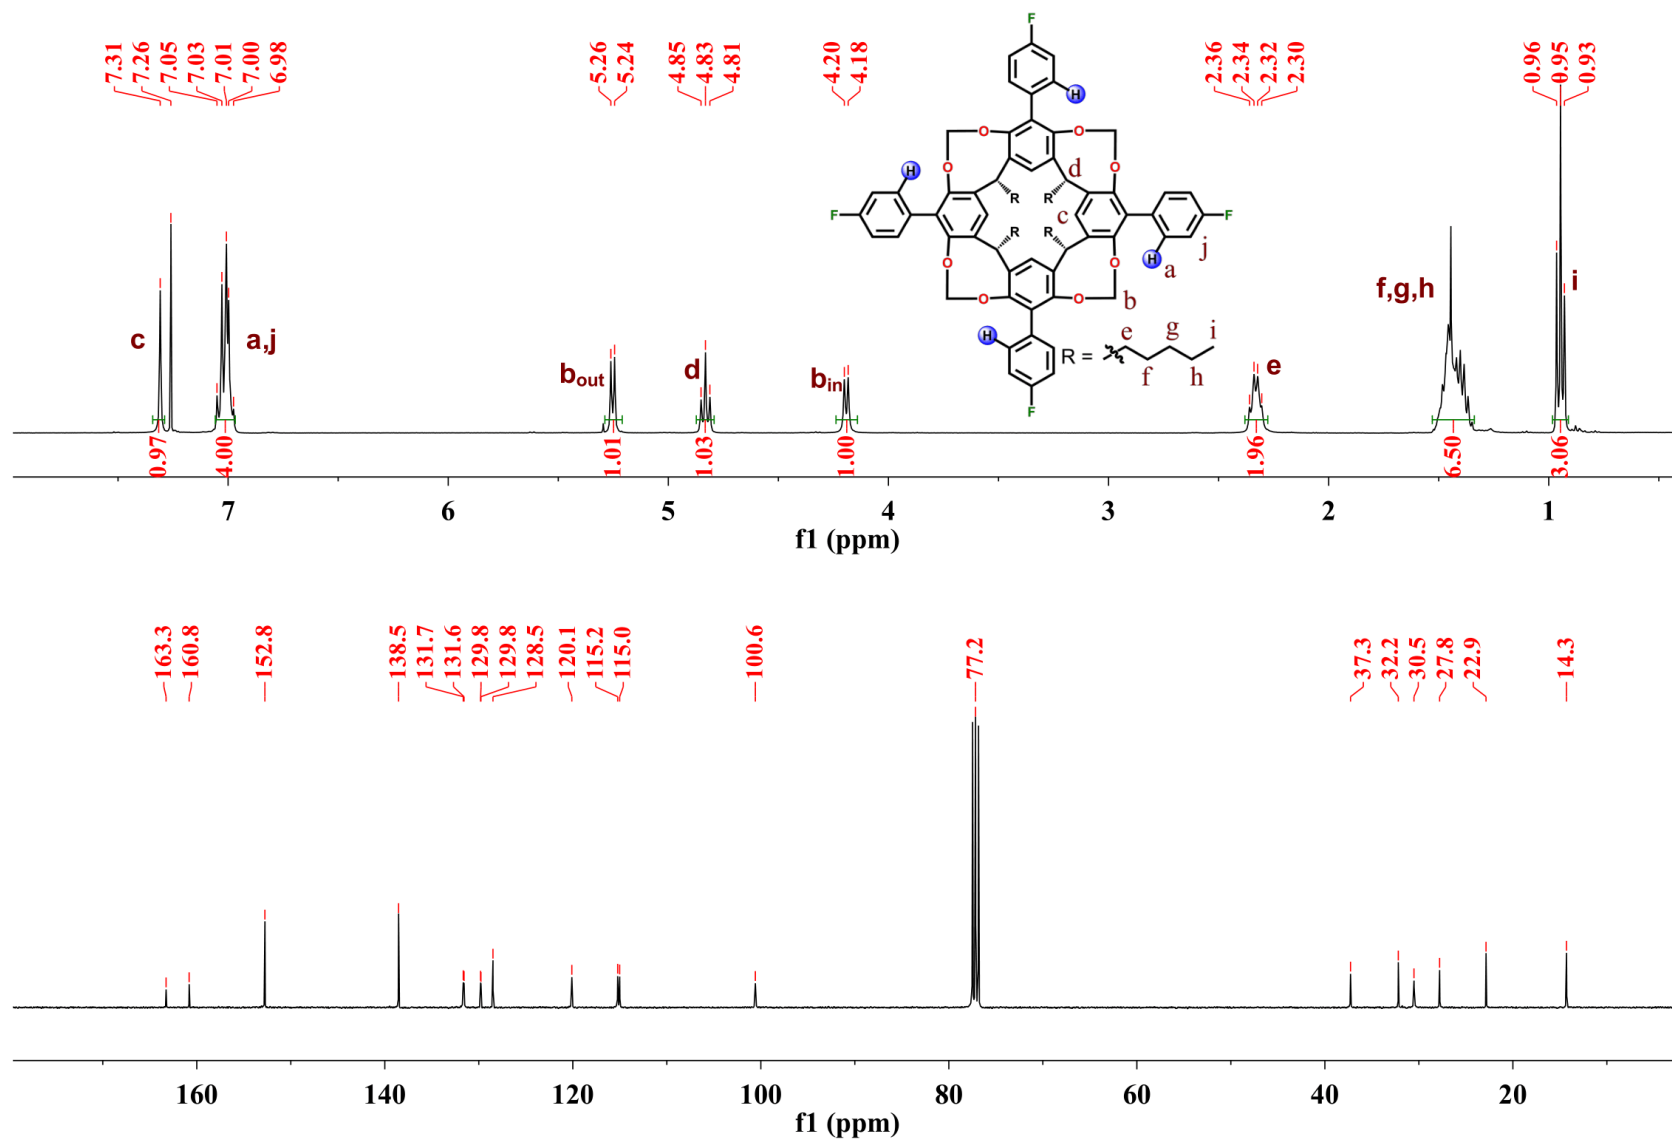 7.31
7.26
7.05
7.03
7.01
7.00
6.98
5.26
5.24
4.85
4.83
4.81
4.20
4.18
2.36
2.34
2.32
2.30
0.96
0.95
0.93
F
H
O O
H
O O
d
R R
F
c
F
R R
j
H
a
O O
O O
b
H
e g i
R =
f h
F
c
a,j
bout
d
bin
e
f,g,h
i
0.97
4.00
1.01
1.03
1.00
1.96
6.50
3.06
7 6 5 4 3 2 1
f1 (ppm)
163.3
160.8
152.8
138.5
131.7
131.6
129.8
129.8
128.5
120.1
115.2
115.0
100.6
77.2
37.3
32.2
30.5
27.8
22.9
14.3
160 140 120 100 80 60 40 20
f1 (ppm)